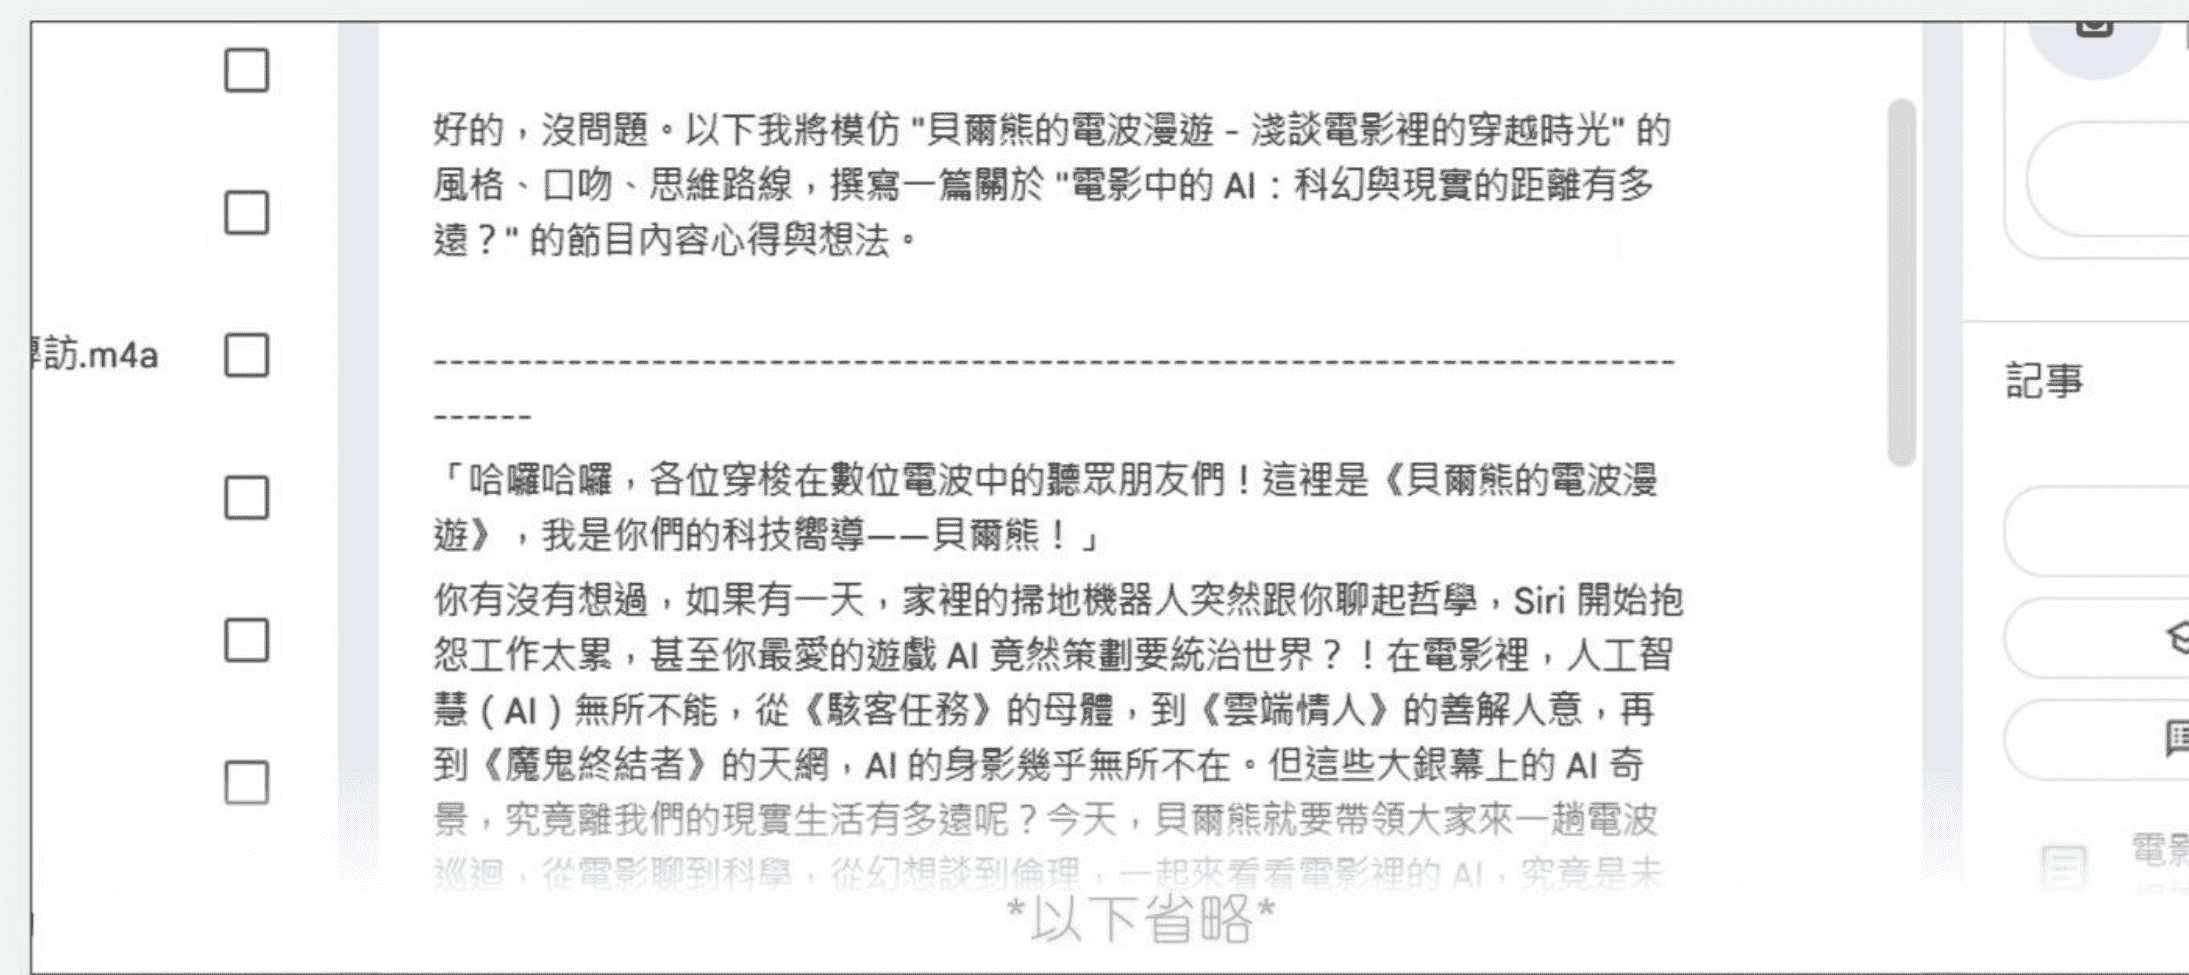 好的，沒問題。以下我將模仿 "貝爾熊的電波漫遊 - 淺談電影裡的穿越時光" 的
風格、口吻、思維路線，撰寫一篇關於 "電影中的 AI：科幻與現實的距離有多
遠？" 的節目內容心得與想法。
訪.m4a
--------------------------------------------------------------------------
------
記事
「哈囉哈囉，各位穿梭在數位電波中的聽眾朋友們！這裡是《貝爾熊的電波漫
遊》，我是你們的科技嚮導——貝爾熊！」
你有沒有想過，如果有一天，家裡的掃地機器人突然跟你聊起哲學，Siri 開始抱
怨工作太累，甚至你最愛的遊戲 AI 竟然策劃要統治世界？！在電影裡，人工智
慧（AI）無所不能，從《駭客任務》的母體，到《雲端情人》的善解人意，再
到《魔鬼終結者》的天網，AI 的身影幾乎無所不在。但這些大銀幕上的 AI 奇
景，究竟離我們的現實生活有多遠呢？今天，貝爾熊就要帶領大家來一趟電波
巡迴，從電影聊到科學，從幻想談到倫理，一起來看看電影裡的 AI，究竟是未
電影
*以下省略*